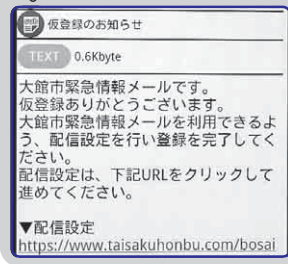 仮登録のお知らせ
TEXT 0.6Kbyte
大館市緊急情報メールです。
仮登録ありがとうございます。
大館市緊急情報メールを利用できるよ
う、配信設定を行い登録を完了してく
ださい。
配信設定は、下記URLをクリックして
進めてください。
▼配信設定
https://www.taisakuhonbu.com/bosai